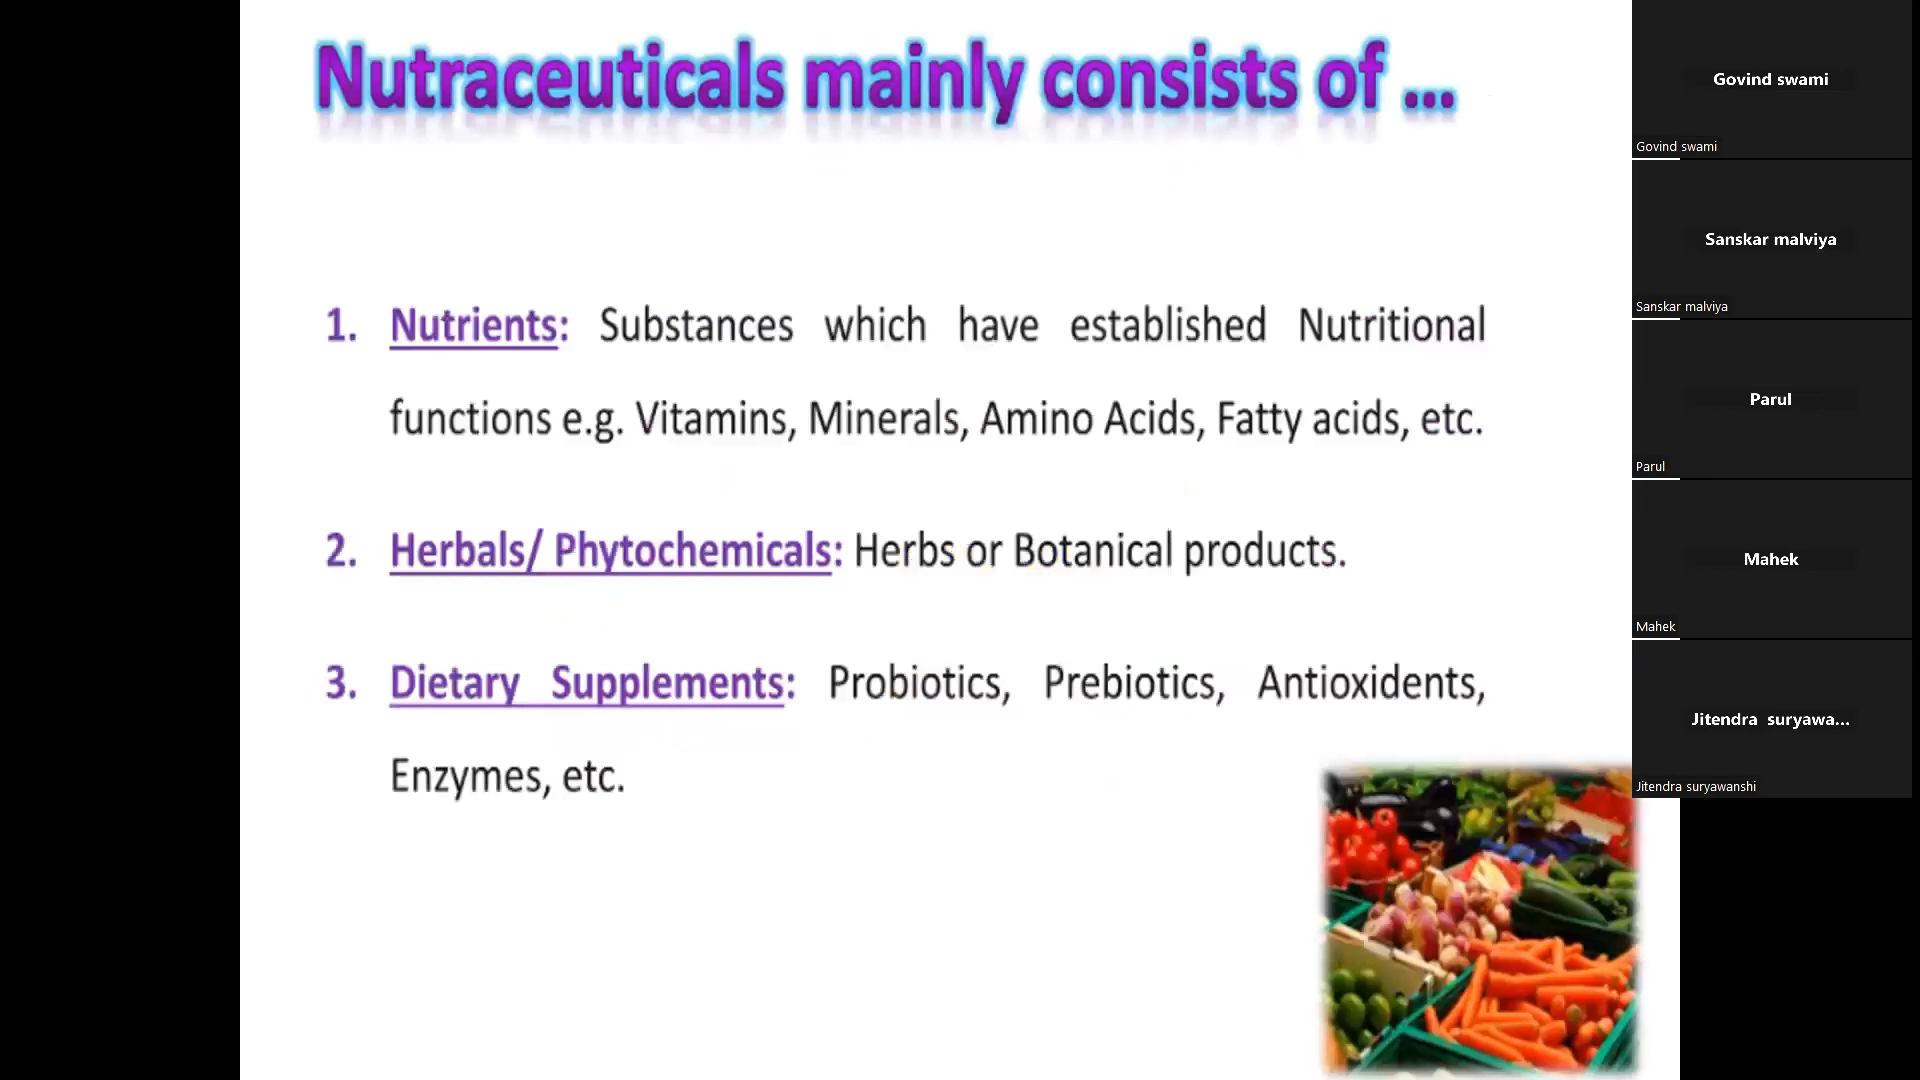 Nutraceuticals mainly consists of ...
1. Nutrients: Substances which have established Nutritional
functions e.g. Vitamins, Minerals, Amino Acids, Fatty acids, etc.
2. Herbals/ Phytochemicals: Herbs or Botanical products.
3. Dietary Supplements: Probiotics, Prebiotics, Antioxidents,
Enzymes, etc.
Govind swami
Govind swami
Sanskar malviya
Sanskar malviya
Parul
Parul
Mahek
Mahek
Jitendra suryawa...
Jitendra suryawanshi